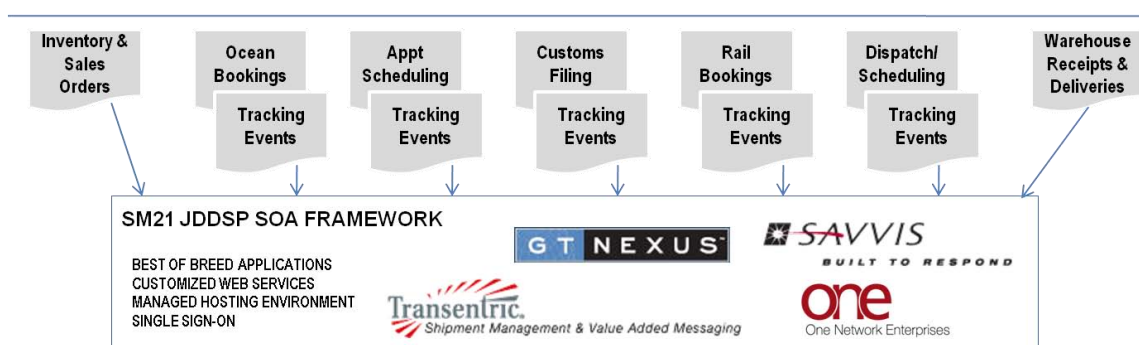 Inventory &
Sales
Orders
Ocean
Bookings
Tracking
Events
Appt
Scheduling
Tracking
Events
Customs
Filing
Tracking
Events
Rail
Bookings
Tracking
Events
Dispatch/
Scheduling
Tracking
Events
Warehouse
Receipts &
Deliveries
SM21 JDDSP SOA FRAMEWORK
BEST OF BREED APPLICATIONS
CUSTOMIZED WEB SERVICES
MANAGED HOSTING ENVIRONMENT
SINGLE SIGN-ON
GT NEXUS
SAVVIS
BUILT TO RESPOND
Transentric.
Shipment Management & Value Added Messaging
one
One Network Enterprises